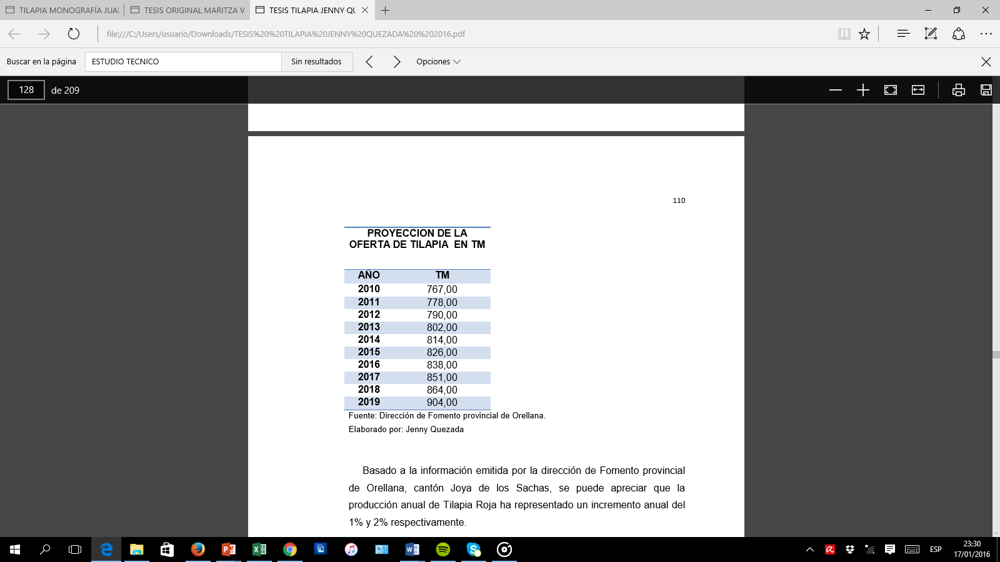 TILAPIA MONOGRAFÍA JUA
TESIS ORIGINAL MARITZA V
TESIS TILAPIA JENNY QU
file:///C:/Users/usuario/Downloads/TESIS%20%20TILAPIA%20JENNY%20QUEZADA%20%202016.pdf
Buscar en la página
ESTUDIO TECNICO
Sin resultados
Opciones
128
de 209
110
PROYECCION DE LA
OFERTA DE TILAPIA  EN TM
AÑO TM
2010 767,00
2011 778,00
2012 790,00
2013 802,00
2014 814,00
2015 826,00
2016 838,00
2017 851,00
2018 864,00
2019 904,00
Fuente: Dirección de Fomento provincial de Orellana.
Elaborado por: Jenny Quezada
Basado a la información emitida por la dirección de Fomento provincial
de Orellana, cantón Joya de los Sachas, se puede apreciar que la
producción anual de Tilapia Roja ha representado un incremento anual del
1% y 2% respectivamente.
ESP
23:30
17/01/2016